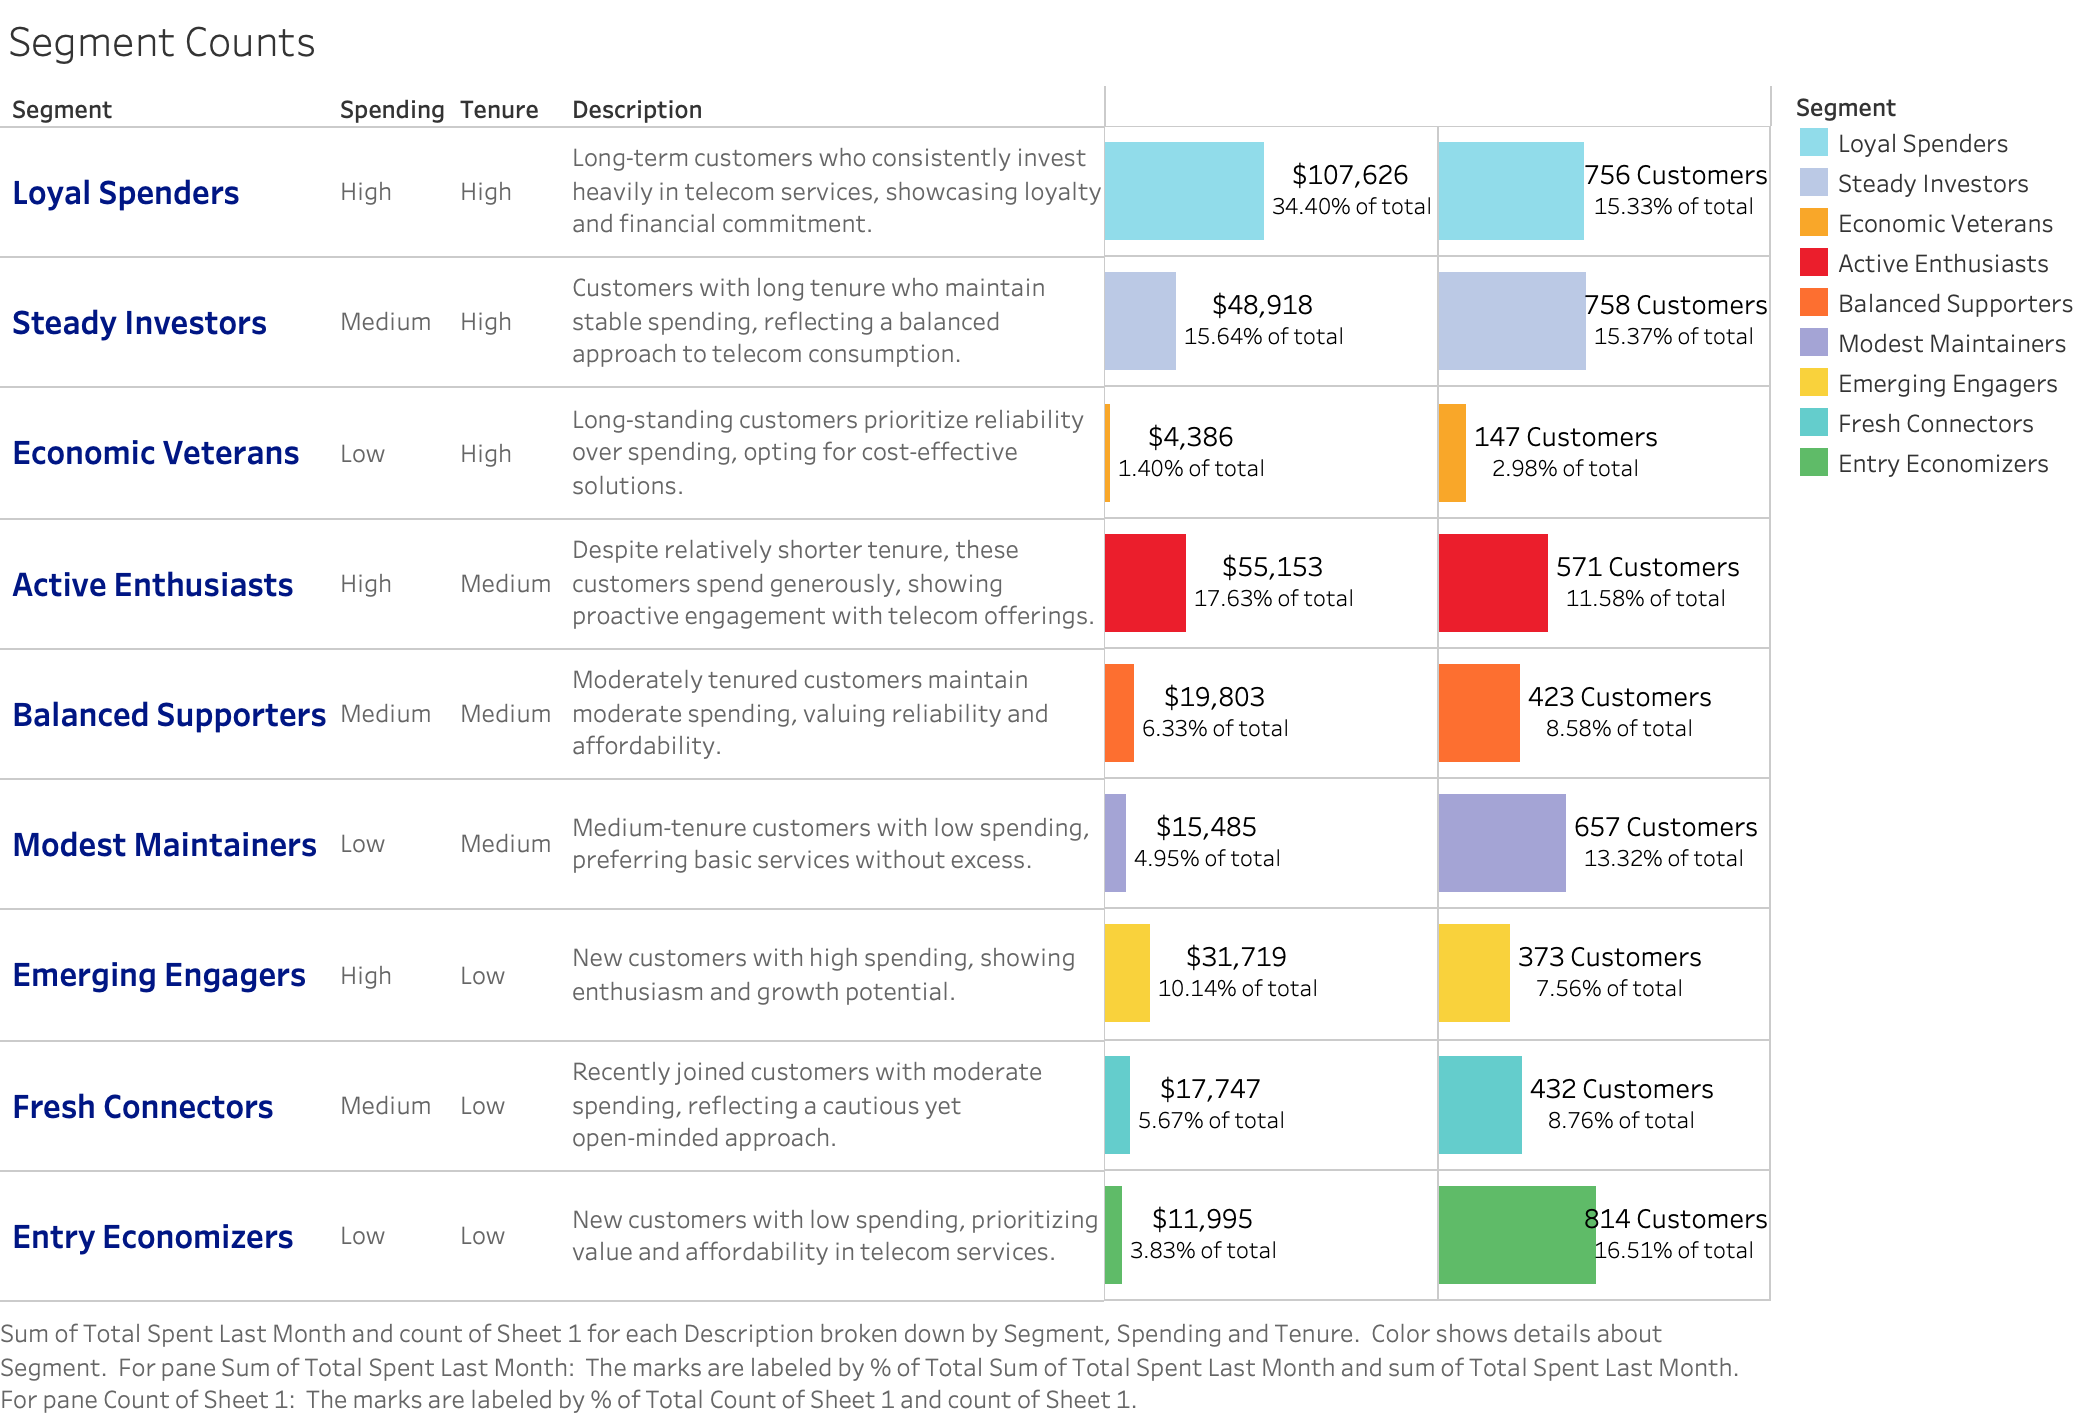 Segment Counts
Segment Spending Tenure Description
Loyal Spenders High High
Long-term customers who consistently invest
heavily in telecom services, showcasing loyalty
and financial commitment.
$107,626
34.40% of total
756 Customers
15.33% of total
Steady Investors Medium High
Customers with long tenure who maintain
stable spending, reflecting a balanced
approach to telecom consumption.
$48,918
15.64% of total
758 Customers
15.37% of total
Economic Veterans Low High
Long-standing customers prioritize reliability
over spending, opting for cost-effective
solutions.
$4,386
1.40% of total
147 Customers
2.98% of total
Active Enthusiasts High Medium
Despite relatively shorter tenure, these
customers spend generously, showing
proactive engagement with telecom offerings.
$55,153
17.63% of total
571 Customers
11.58% of total
Balanced Supporters Medium Medium
Moderately tenured customers maintain
moderate spending, valuing reliability and
affordability.
$19,803
6.33% of total
423 Customers
8.58% of total
Modest Maintainers Low Medium
Medium-tenure customers with low spending,
preferring basic services without excess.
$15,485
4.95% of total
657 Customers
13.32% of total
Emerging Engagers High Low
New customers with high spending, showing
enthusiasm and growth potential.
$31,719
10.14% of total
373 Customers
7.56% of total
Fresh Connectors Medium Low
Recently joined customers with moderate
spending, reflecting a cautious yet
open-minded approach.
$17,747
5.67% of total
432 Customers
8.76% of total
Entry Economizers Low Low
New customers with low spending, prioritizing
value and affordability in telecom services.
$11,995
3.83% of total
814 Customers
16.51% of total
Segment
Loyal Spenders
Steady Investors
Economic Veterans
Active Enthusiasts
Balanced Supporters
Modest Maintainers
Emerging Engagers
Fresh Connectors
Entry Economizers
Sum of Total Spent Last Month and count of Sheet 1 for each Description broken down by Segment, Spending and Tenure. Color shows details about
Segment. For pane Sum of Total Spent Last Month: The marks are labeled by % of Total Sum of Total Spent Last Month and sum of Total Spent Last Month.
For pane Count of Sheet 1: The marks are labeled by % of Total Count of Sheet 1 and count of Sheet 1.